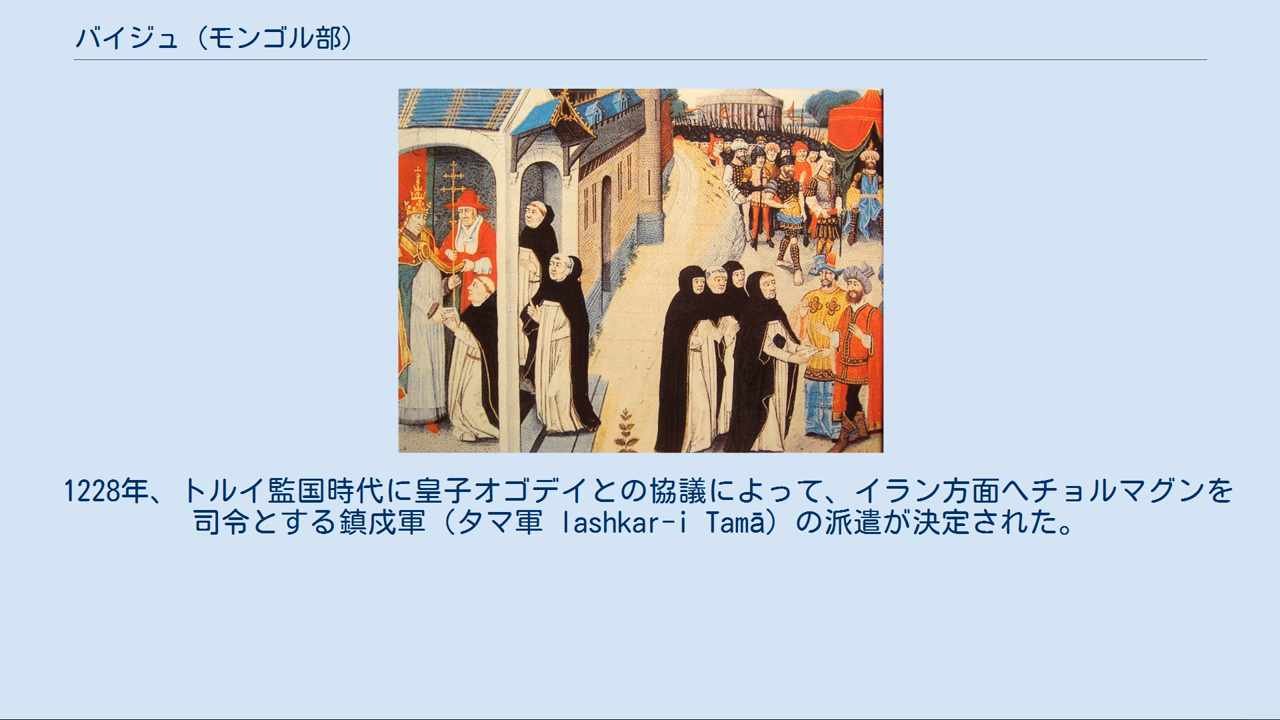 バイジュ（モンゴル部）
1228年、トルイ監国時代に皇子オゴデイとの協議によって、イラン方面へチョルマグンを
司令とする鎮戍軍（タマ軍 lashkar-i Tamā）の派遣が決定された。